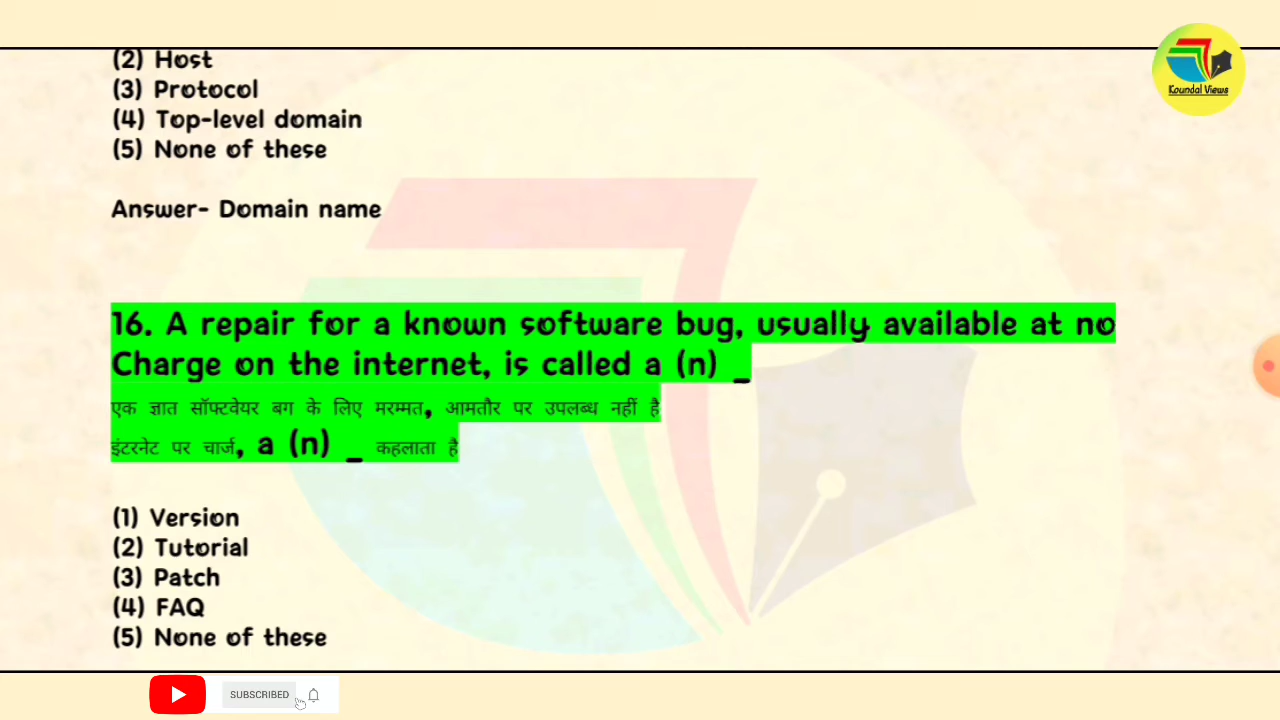 (2) Host
Koundal Views
(3) Protocol
(4) Top-level domain
(5) None of these
Answer- Domain name
16. A repair for a known software bug, usually available at no
Charge on the internet, is called a (n) _
एक ज्ञात सॉफ्टवेयर बग के लिए मरम्मत, आमतौर पर उपलब्ध नहीं है
इंटरनेट पर चार्ज, a (n) _ कहलाता है
(1) Version
(2) Tutorial
(3) Patch
(4) FAQ
(5) None of these
SUBSCRIBED